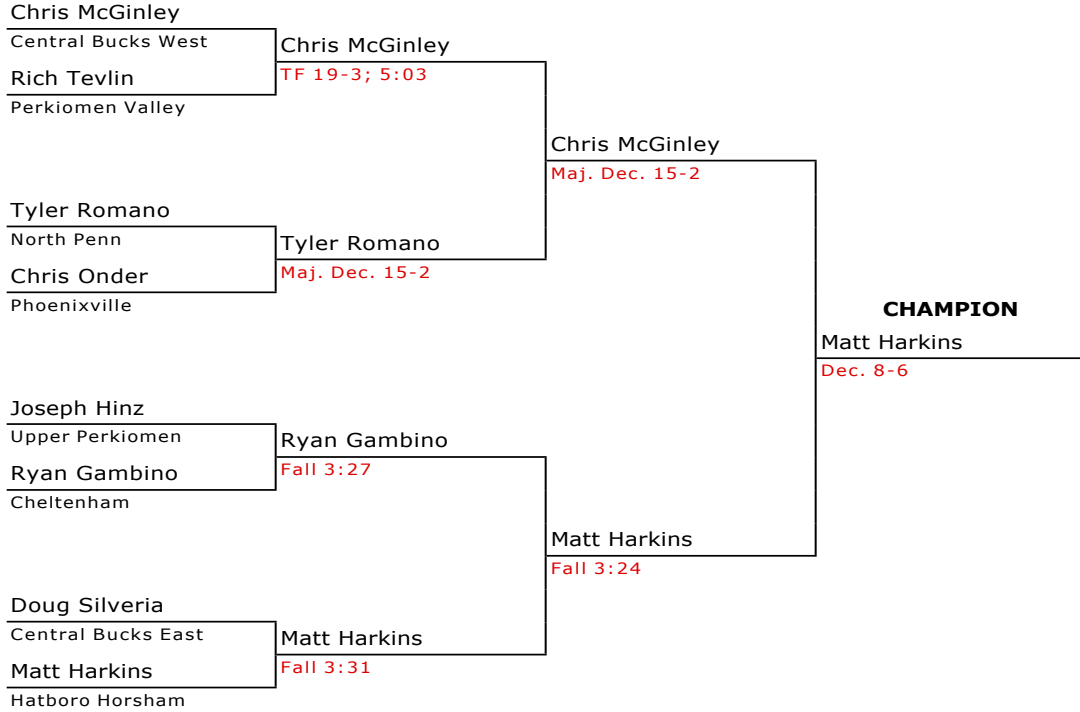 Chris McGinley
Central Bucks West
Chris McGinley
Rich Tevlin
TF 19-3; 5:03
Perkiomen Valley
Chris McGinley
Maj. Dec. 15-2
Tyler Romano
North Penn
Tyler Romano
Chris Onder
Maj. Dec. 15-2
Phoenixville
CHAMPION
Matt Harkins
Dec. 8-6
Joseph Hinz
Upper Perkiomen
Ryan Gambino
Ryan Gambino
Fall 3:27
Cheltenham
Matt Harkins
Fall 3:24
Doug Silveria
Central Bucks East
Matt Harkins
Matt Harkins
Fall 3:31
Hatboro Horsham